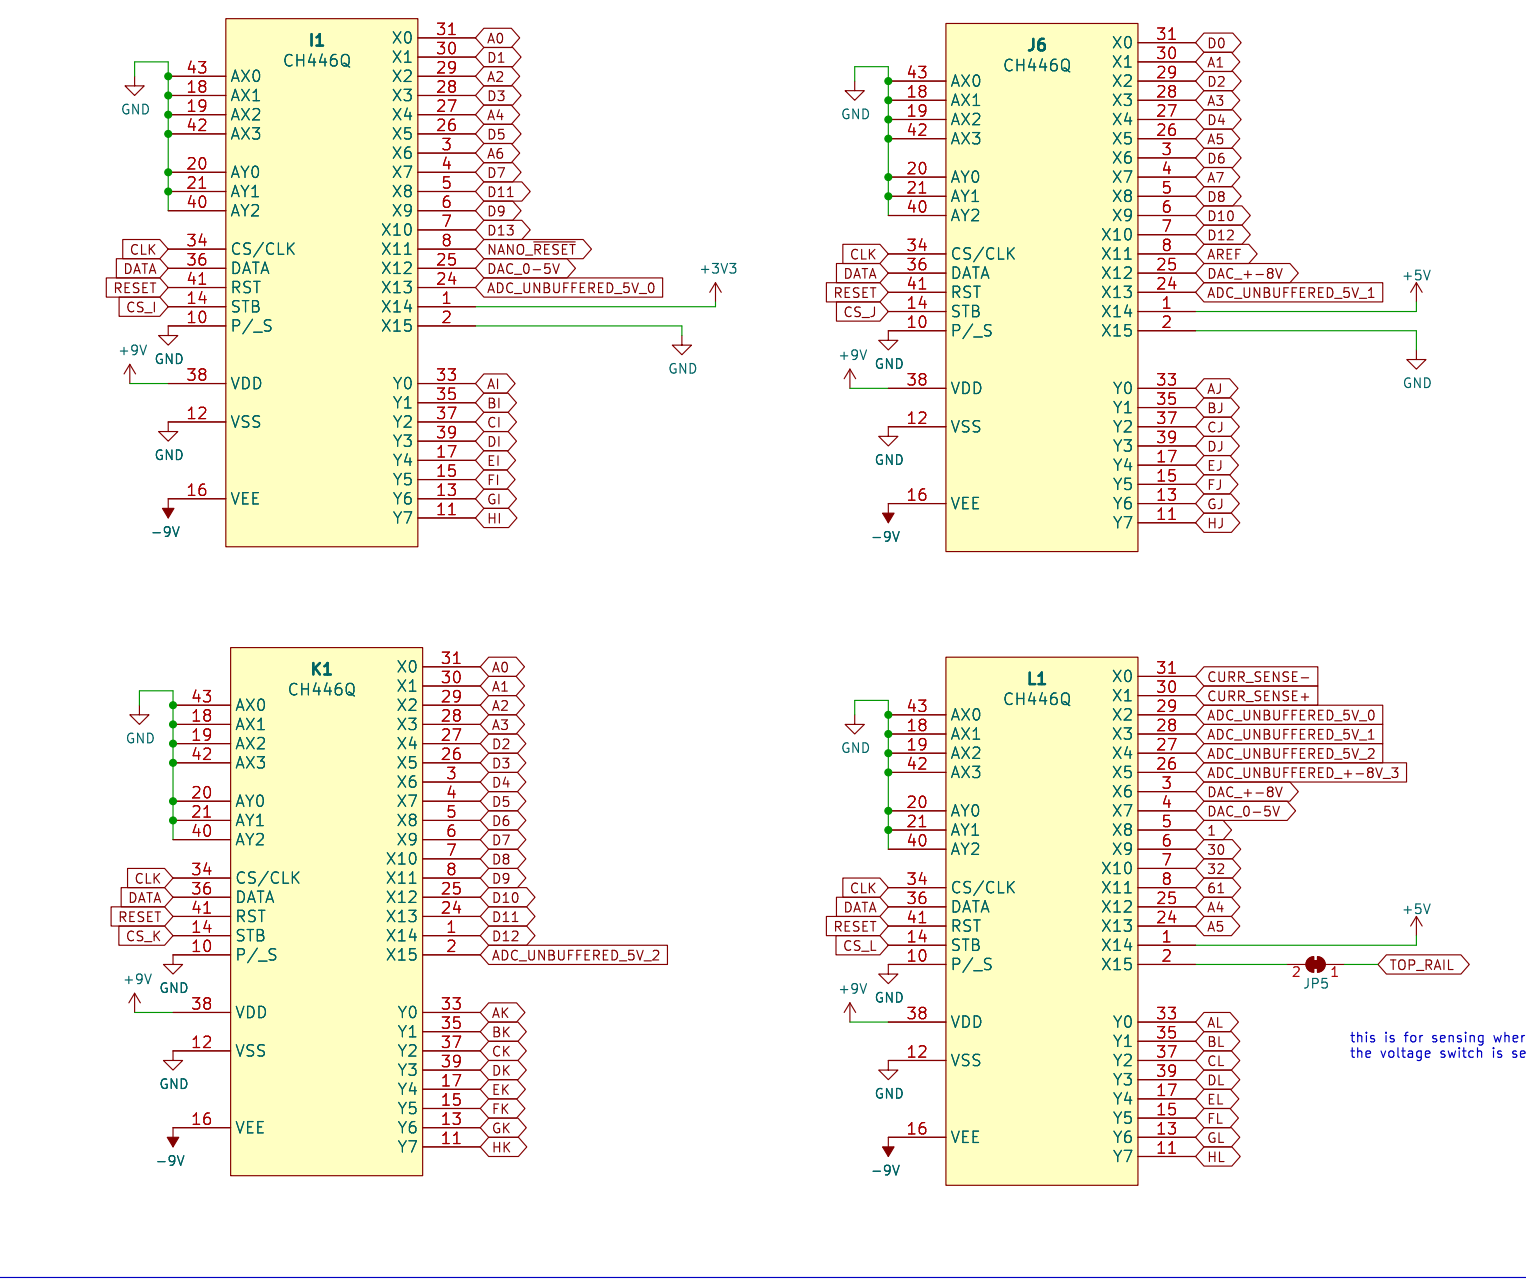 I1
CH446Q
GND
43 AX0
18 AX1
19 AX2
42 AX3
20 AY0
21 AY1
40 AY2
CLK 34 CS/CLK
DATA 36 DATA
RESET 41 RST
CS_I 14 STB
10 P/_S
GND
+9V
38 VDD
12 VSS
GND
16 VEE
-9V
X0 31 A0
X1 30 D1
X2 29 A2
X3 28 D3
X4 27 A4
X5 26 D5
X6 3 A6
X7 4 D7
X8 5 D11
X9 6 D9
X10 7 D13
X11 8 NANO_RESET
X12 25 DAC_0-5V
X13 24 ADC_UNBUFFERED_5V_0
X14 1
+3V3
X15 2
GND
Y0 33 AI
Y1 35 BI
Y2 37 CI
Y3 39 DI
Y4 17 EI
Y5 15 FI
Y6 13 GI
Y7 11 HI
J6
CH446Q
GND
43 AX0
18 AX1
19 AX2
42 AX3
20 AY0
21 AY1
40 AY2
CLK 34 CS/CLK
DATA 36 DATA
RESET 41 RST
CS_J 14 STB
10 P/_S
GND
+9V
38 VDD
12 VSS
GND
16 VEE
-9V
X0 31 D0
X1 30 A1
X2 29 D2
X3 28 A3
X4 27 D4
X5 26 A5
X6 3 D6
X7 4 A7
X8 5 D8
X9 6 D10
X10 7 D12
X11 8 AREF
X12 25 DAC_+-8V
X13 24 ADC_UNBUFFERED_5V_1
X14 1
+5V
X15 2
GND
Y0 33 AJ
Y1 35 BJ
Y2 37 CJ
Y3 39 DJ
Y4 17 EJ
Y5 15 FJ
Y6 13 GJ
Y7 11 HJ
K1
CH446Q
GND
43 AX0
18 AX1
19 AX2
42 AX3
20 AY0
21 AY1
40 AY2
CLK 34 CS/CLK
DATA 36 DATA
RESET 41 RST
CS_K 14 STB
10 P/_S
GND
+9V
38 VDD
12 VSS
GND
16 VEE
-9V
X0 31 A0
X1 30 A1
X2 29 A2
X3 28 A3
X4 27 D2
X5 26 D3
X6 3 D4
X7 4 D5
X8 5 D6
X9 6 D7
X10 7 D8
X11 8 D9
X12 25 D10
X13 24 D11
X14 1 D12
X15 2 ADC_UNBUFFERED_5V_2
Y0 33 AK
Y1 35 BK
Y2 37 CK
Y3 39 DK
Y4 17 EK
Y5 15 FK
Y6 13 GK
Y7 11 HK
L1
CH446Q
GND
43 AX0
18 AX1
19 AX2
42 AX3
20 AY0
21 AY1
40 AY2
CLK 34 CS/CLK
DATA 36 DATA
RESET 41 RST
CS_L 14 STB
10 P/_S
GND
+9V
38 VDD
12 VSS
GND
16 VEE
-9V
X0 31 CURR_SENSE-
X1 30 CURR_SENSE+
X2 29 ADC_UNBUFFERED_5V_0
X3 28 ADC_UNBUFFERED_5V_1
X4 27 ADC_UNBUFFERED_5V_2
X5 26 ADC_UNBUFFERED_+-8V_3
X6 3 DAC_+-8V
X7 4 DAC_0-5V
X8 5 1
X9 6 30
X10 7 32
X11 8 61
X12 25 A4
X13 24 A5
X14 1
+5V
X15 2
2 1 TOP_RAIL
JP5
Y0 33 AL
Y1 35 BL
Y2 37 CL
Y3 39 DL
Y4 17 EL
Y5 15 FL
Y6 13 GL
Y7 11 HL
this is for sensing wher
the voltage switch is se